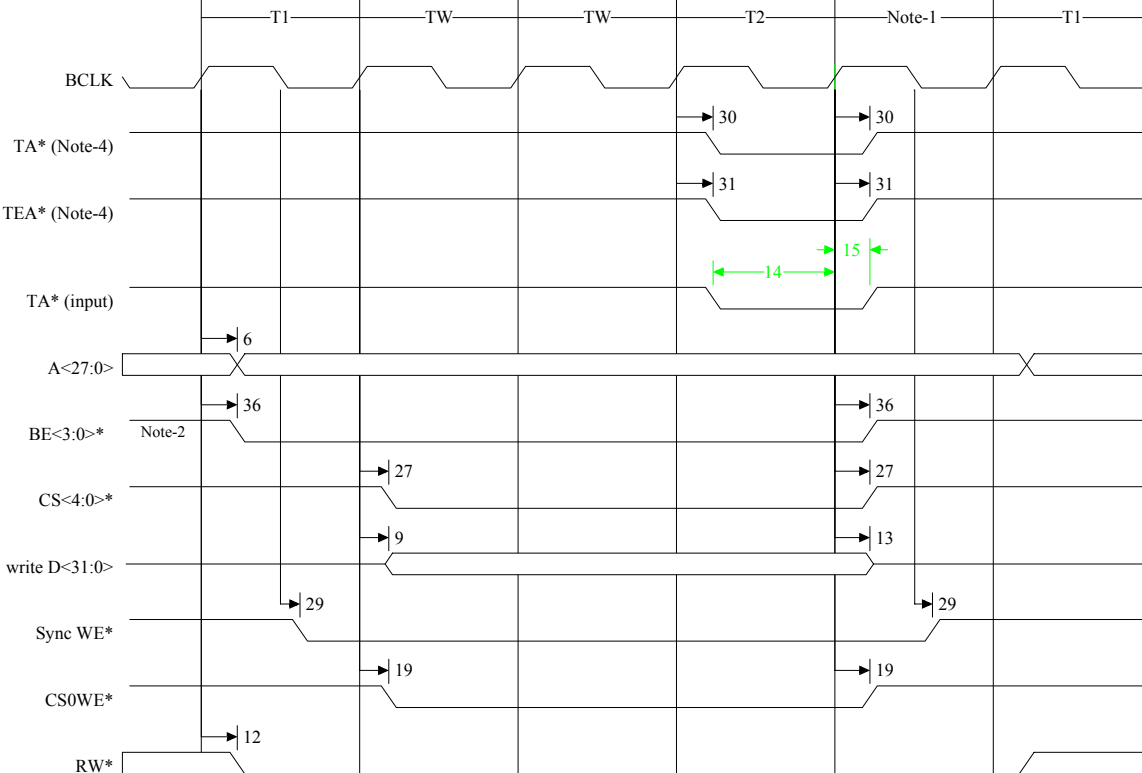 T1 TW TW T2 Note-1 T1
BCLK
30 30
TA* (Note-4)
31 31
TEA* (Note-4)
15
14
TA* (input)
6
A<27:0>
36 36
BE<3:0>* Note-2
27 27
CS<4:0>*
9 13
write D<31:0>
29 29
Sync WE*
19 19
CS0WE*
12
RW*